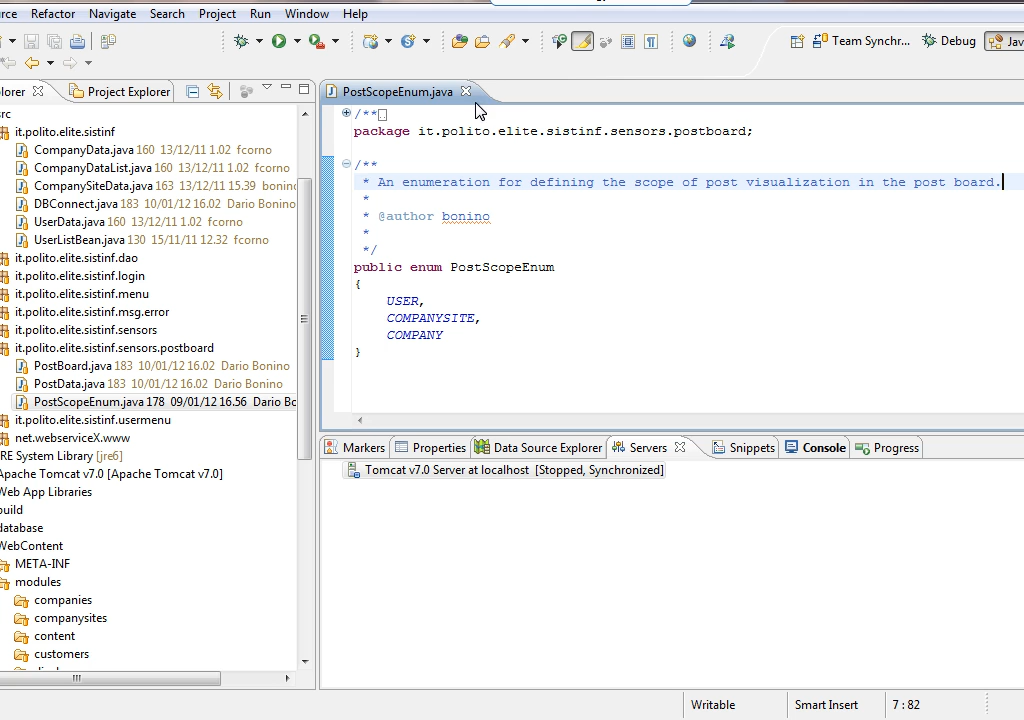 rce Refactor Navigate Search Project Run Window Help
Team Synchr... Debug Jav
lorer Project Explorer
PostScopeEnum.java
rc
it.polito.elite.sistinf
CompanyData.java 160 13/12/11 1.02 fcorno
CompanyDataList.java 160 13/12/11 1.02 fcorno
CompanySiteData.java 163 13/12/11 15.39 bonino
DBConnect.java 183 10/01/12 16.02 Dario Bonino
UserData.java 160 13/12/11 1.02 fcorno
UserListBean.java 130 15/11/11 12.32 fcorno
it.polito.elite.sistinf.dao
it.polito.elite.sistinf.login
it.polito.elite.sistinf.menu
it.polito.elite.sistinf.msg.error
it.polito.elite.sistinf.sensors
it.polito.elite.sistinf.sensors.postboard
PostBoard.java 183 10/01/12 16.02 Dario Bonino
PostData.java 183 10/01/12 16.02 Dario Bonino
PostScopeEnum.java 178 09/01/12 16.56 Dario Bo
it.polito.elite.sistinf.usermenu
net.webserviceX.www
RE System Library [jre6]
Apache Tomcat v7.0 [Apache Tomcat v7.0]
Web App Libraries
build
database
WebContent
META-INF
modules
companies
companysites
content
customers
/**
package it.polito.elite.sistinf.sensors.postboard;
/**
* An enumeration for defining the scope of post visualization in the post board.
*
* @author bonino
*
*/
public enum PostScopeEnum
{
USER,
COMPANYSITE,
COMPANY
}
Markers Properties Data Source Explorer Servers Snippets Console Progress
Tomcat v7.0 Server at localhost [Stopped, Synchronized]
Writable Smart Insert 7 : 82